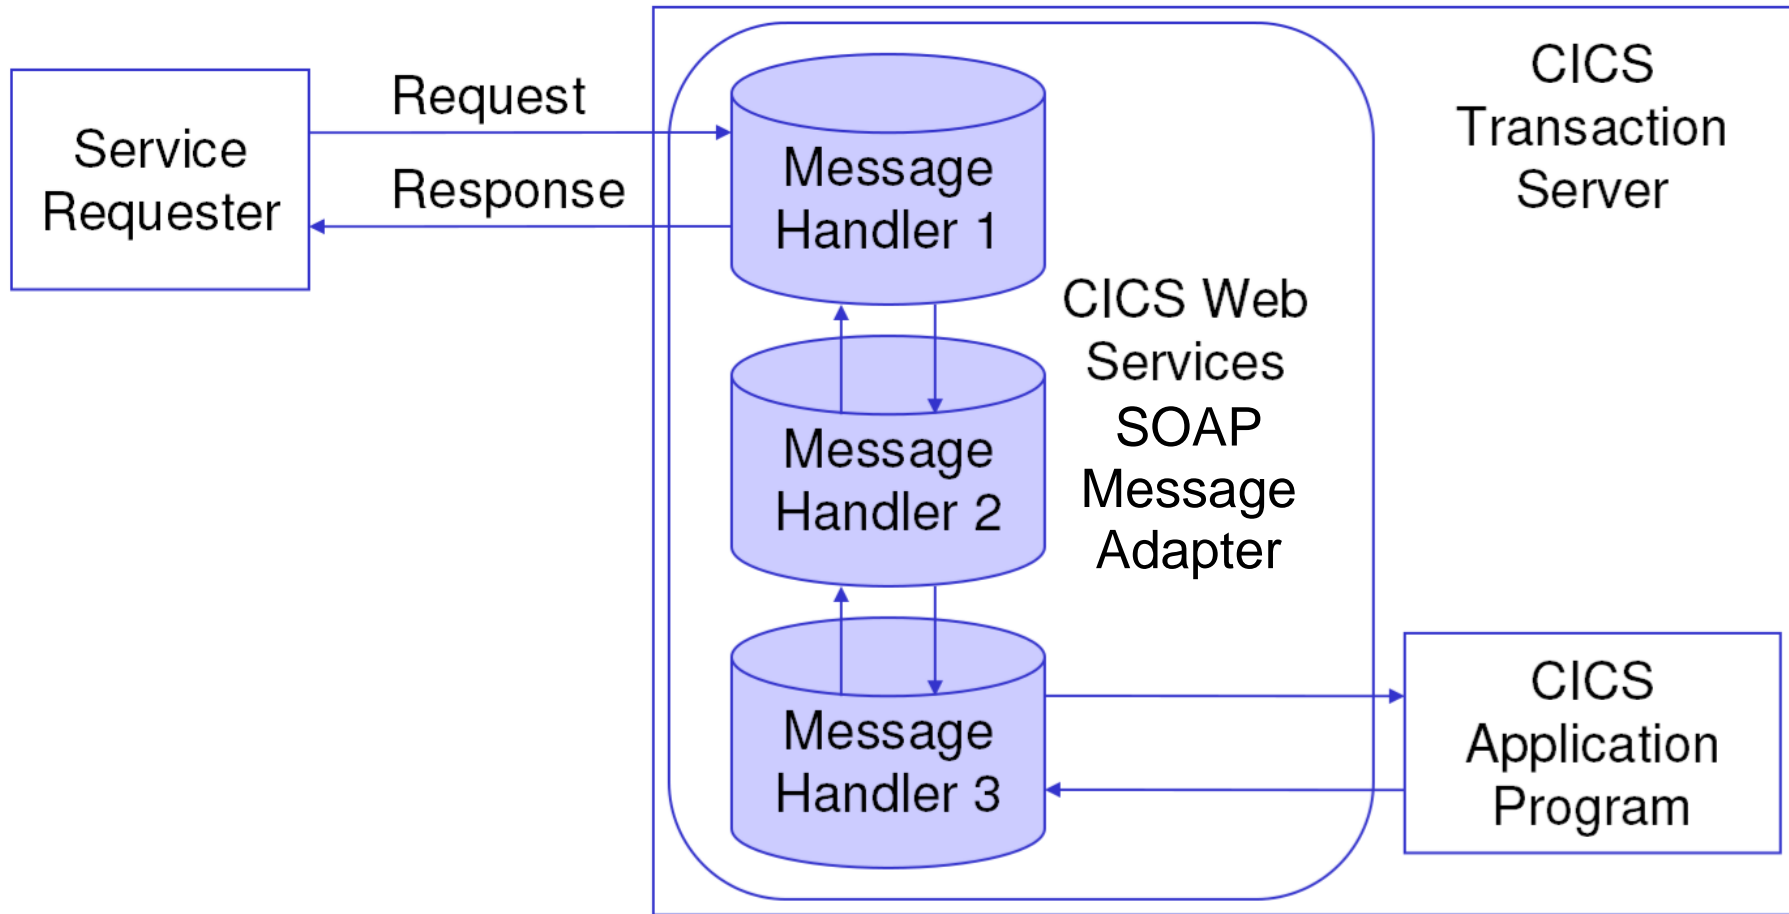 Service
Requester
Request
Response
Message
Handler 1
Message
Handler 2
Message
Handler 3
CICS Web
Services
SOAP
Message
Adapter
CICS
Transaction
Server
CICS
Application
Program